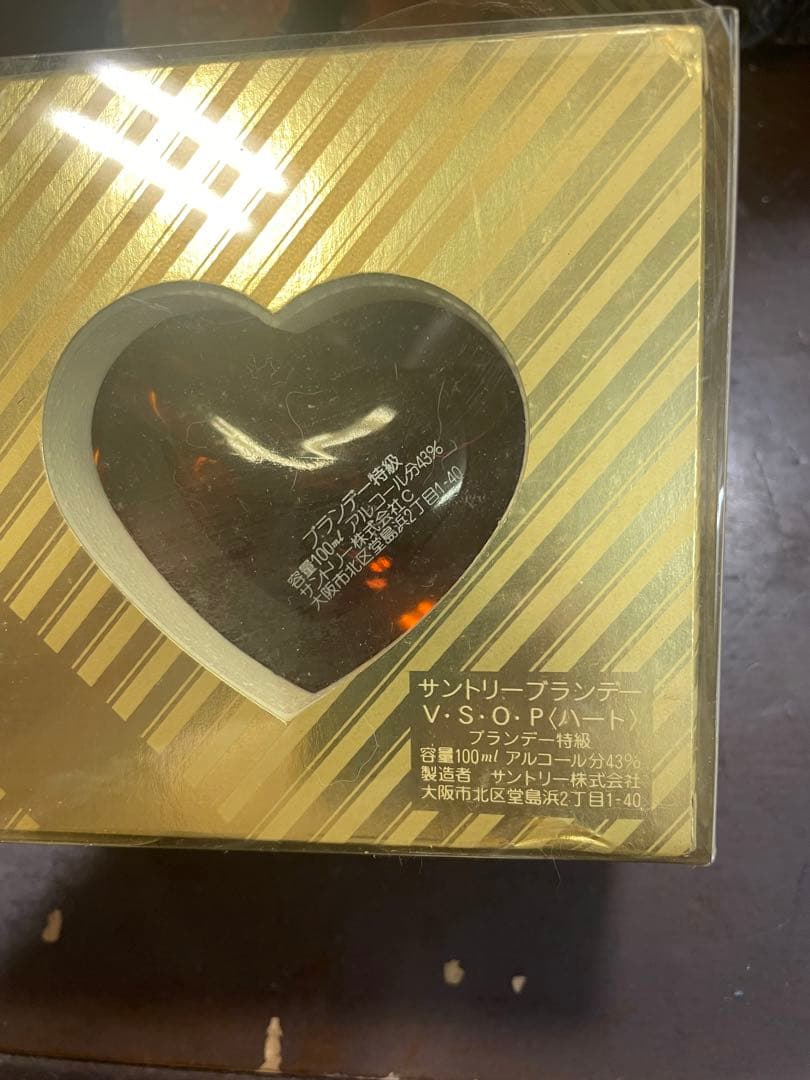 ブランデー特級
容量100ml アルコール分43%
サントリー株式会社C
大阪市北区堂島浜2丁目1-40
サントリーブランデー
V・S・O・P〈ハート〉
ブランデー特級
容量100ml アルコール分43%
製造者 サントリー株式会社
大阪市北区堂島浜2丁目1-40